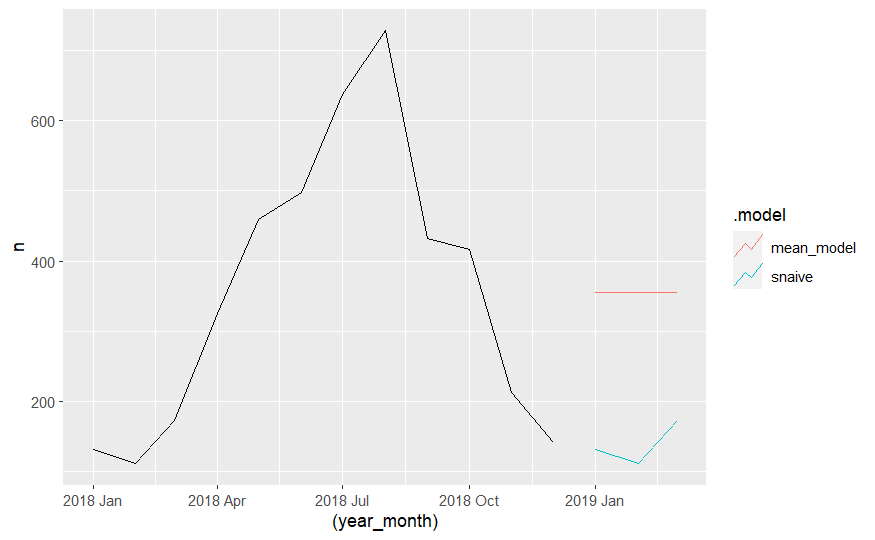 n
600
400
200
2018 Jan
2018 Apr
2018 Jul
2018 Oct
2019 Jan
(year_month)
.model
mean_model
snaive